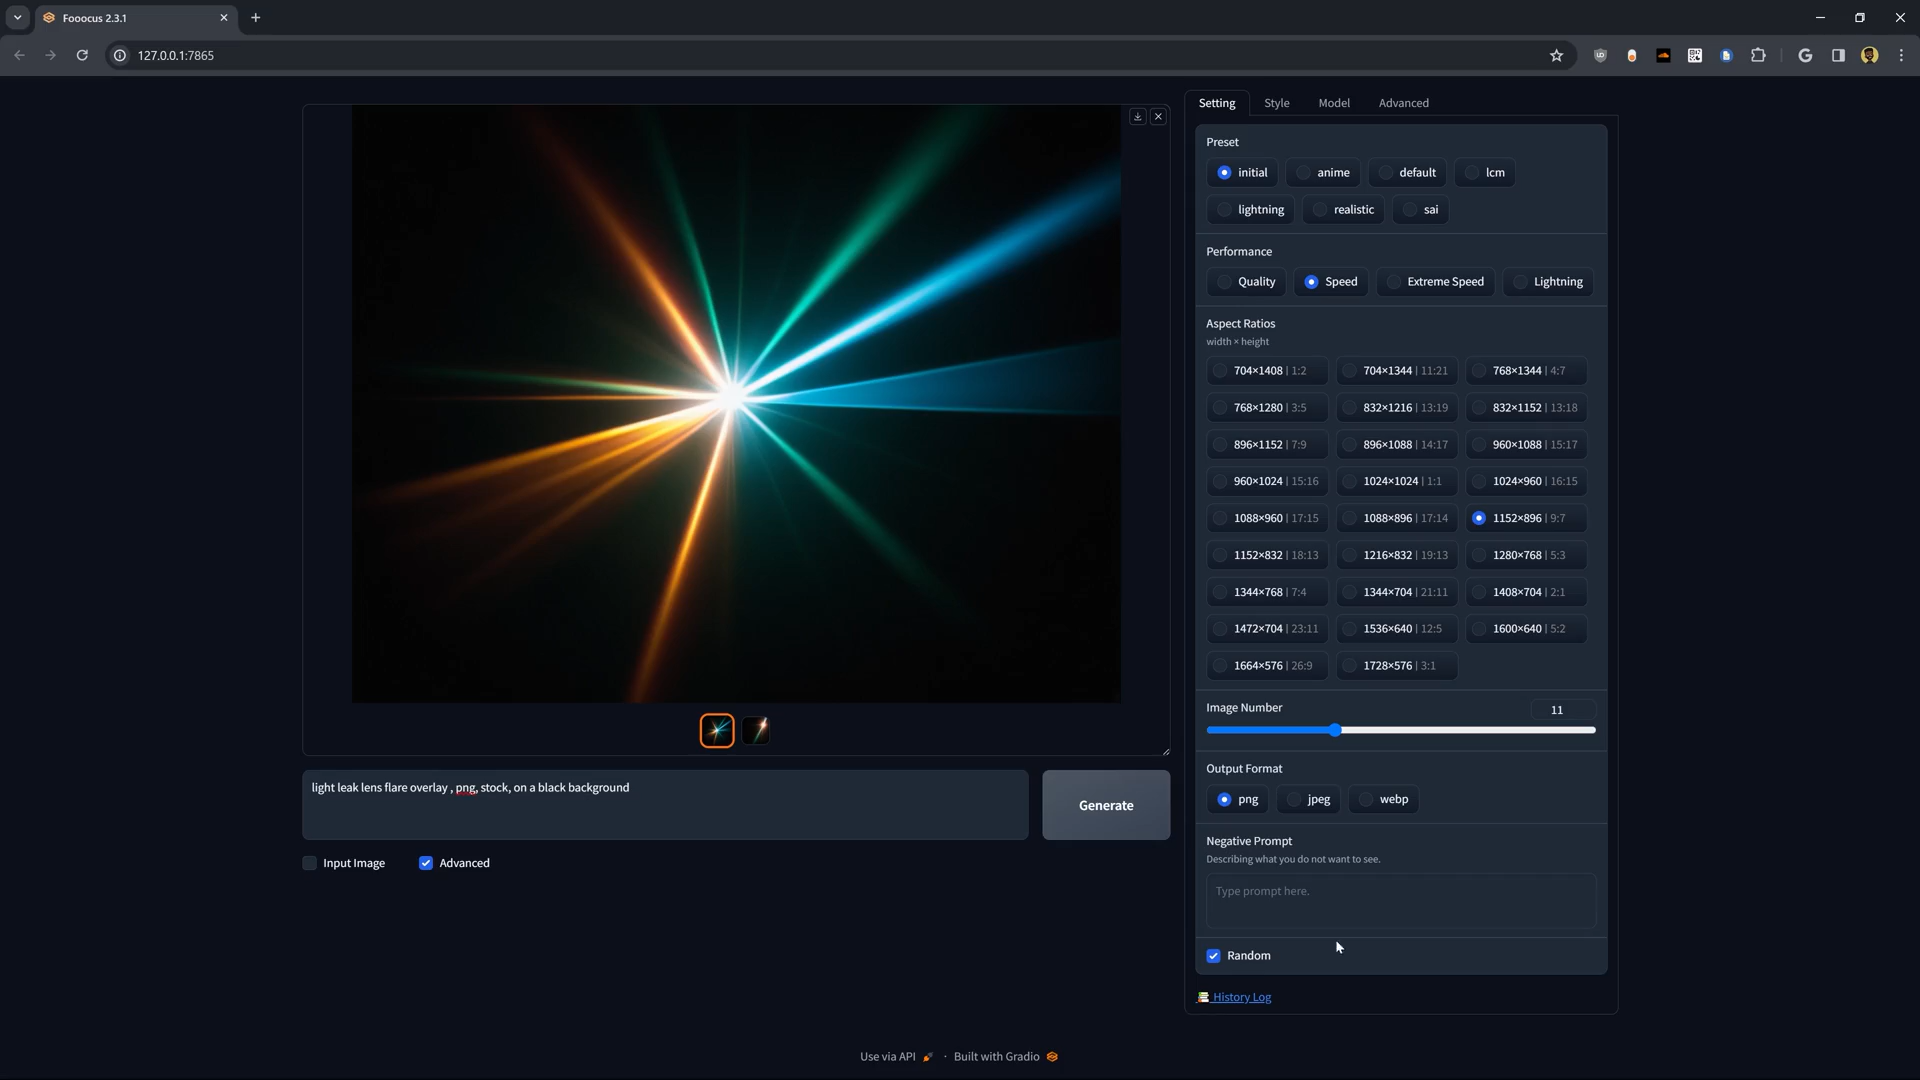 Fooocus 2.3.1
127.0.0.1:7865
Setting
Style
Model
Advanced
Preset
initial
anime
default
lcm
lightning
realistic
sai
Performance
Quality
Speed
Extreme Speed
Lightning
Aspect Ratios
width × height
704×1408 | 1:2
704×1344 | 11:21
768×1344 | 4:7
768×1280 | 3:5
832×1216 | 13:19
832×1152 | 13:18
896×1152 | 7:9
896×1088 | 14:17
960×1088 | 15:17
960×1024 | 15:16
1024×1024 | 1:1
1024×960 | 16:15
1088×960 | 17:15
1088×896 | 17:14
1152×896 | 9:7
1152×832 | 18:13
1216×832 | 19:13
1280×768 | 5:3
1344×768 | 7:4
1344×704 | 21:11
1408×704 | 2:1
1472×704 | 23:11
1536×640 | 12:5
1600×640 | 5:2
1664×576 | 26:9
1728×576 | 3:1
Image Number
11
Output Format
png
jpeg
webp
Negative Prompt
Describing what you do not want to see.
Type prompt here.
Random
History Log
light leak lens flare overlay , png, stock, on a black background
Generate
Input Image
Advanced
Use via API
· Built with Gradio